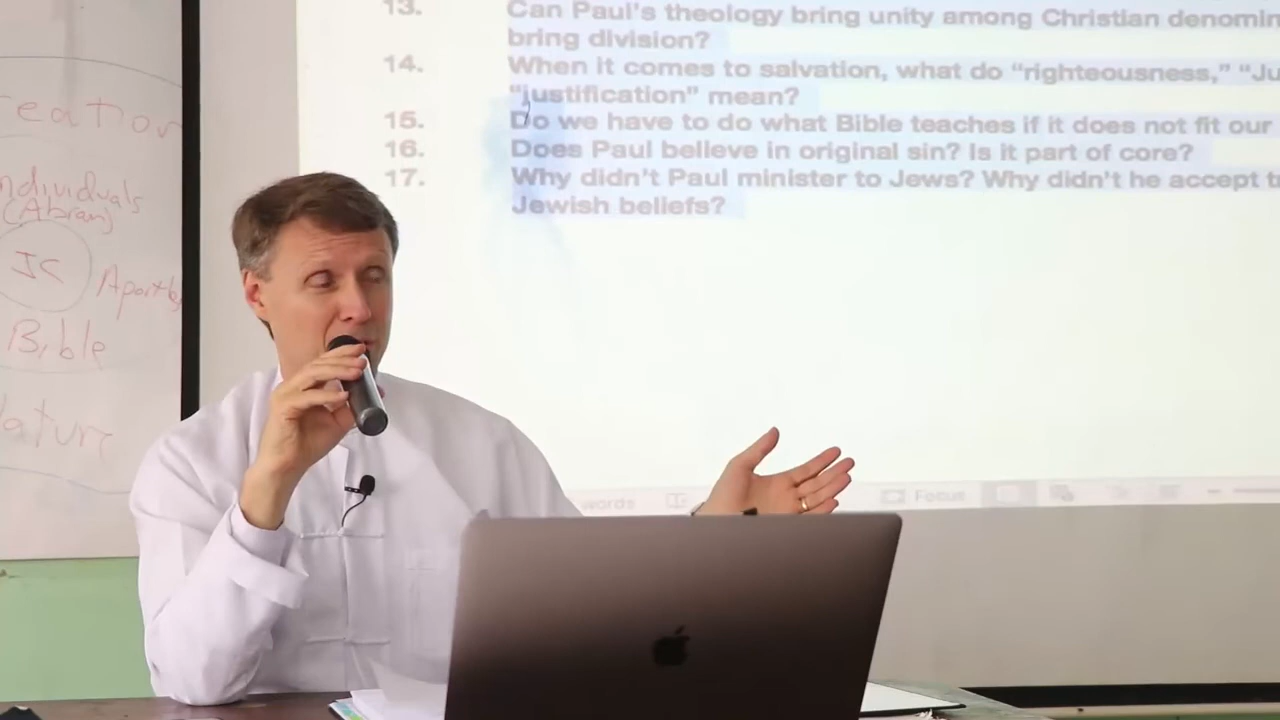 13. Can Paul's theology bring unity among Christian denomin
bring division?
14. When it comes to salvation, what do "righteousness," "Ju
"justification" mean?
15. Do we have to do what Bible teaches if it does not fit our
16. Does Paul believe in original sin? Is it part of core?
17. Why didn't Paul minister to Jews? Why didn't he accept t
Jewish beliefs?
words
Focus
eation
ndividuals
(Abram)
JC
Bible
ature